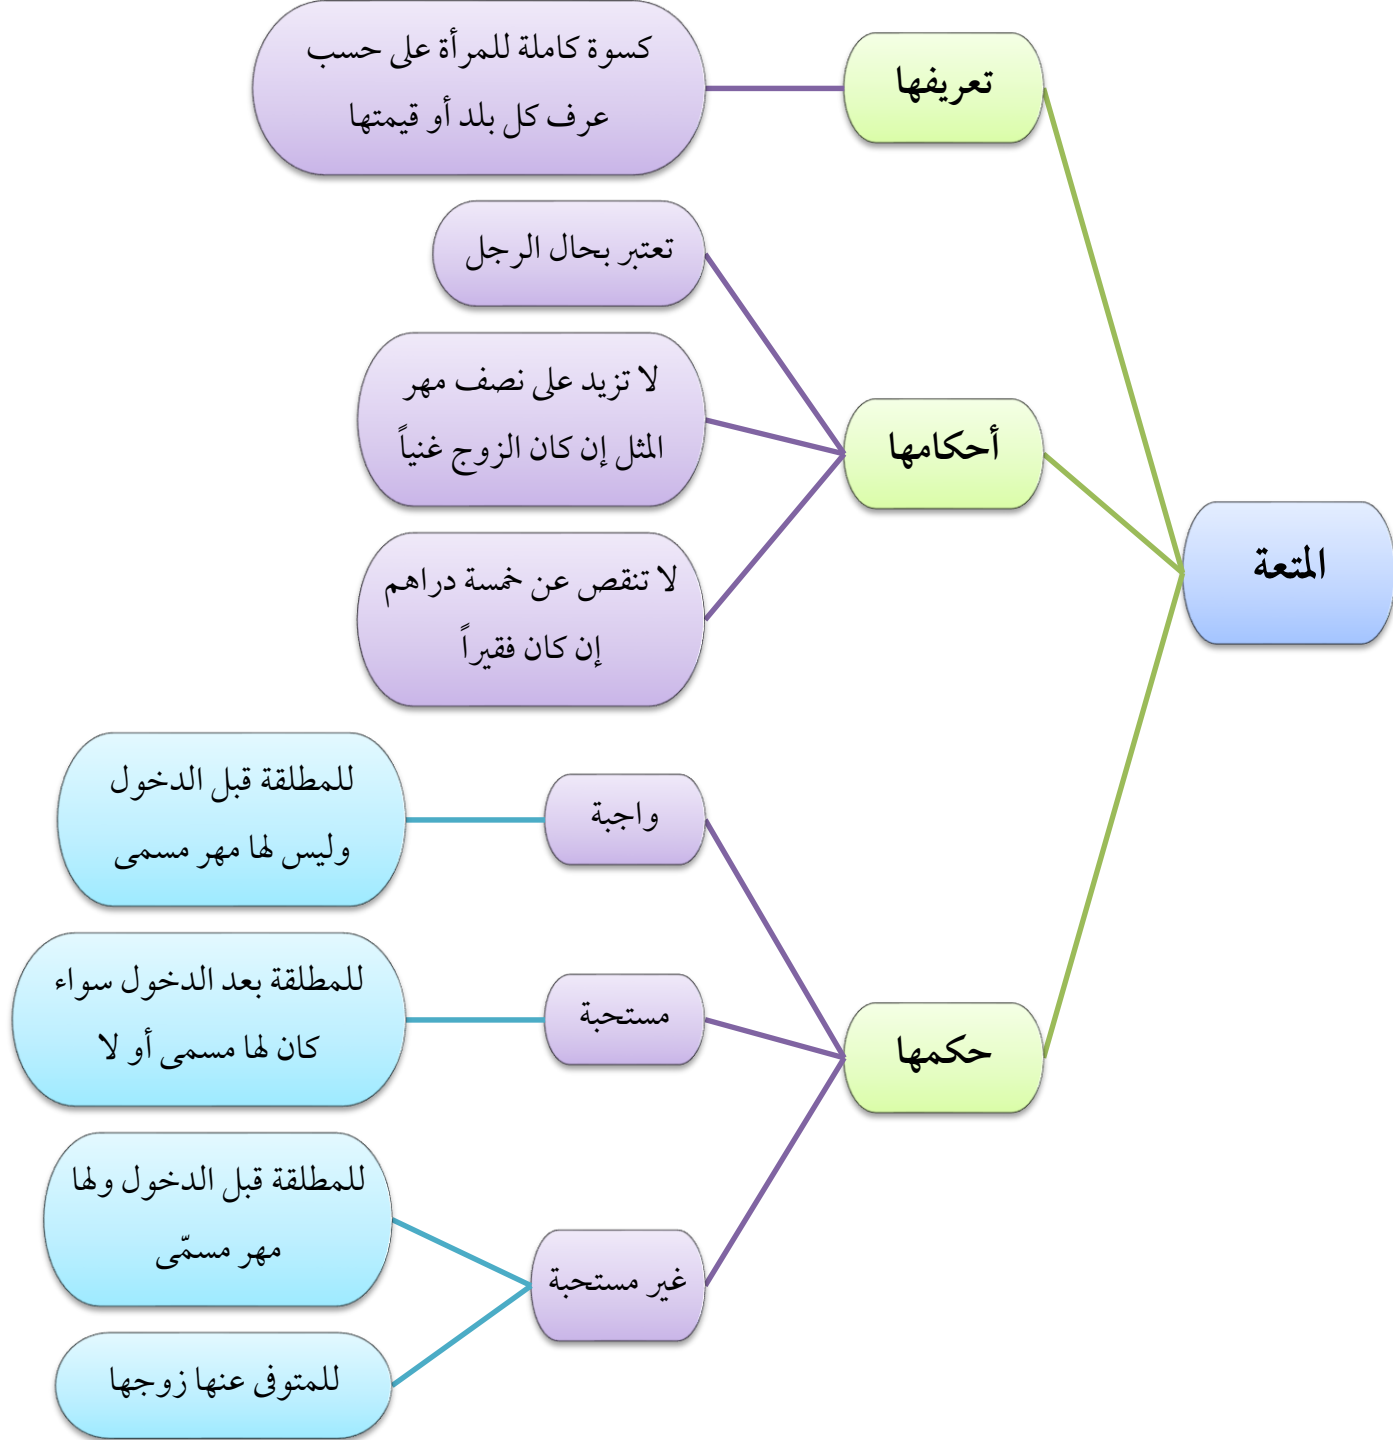 المتعة
تعريفها
كسوة كاملة للمرأة على حسب
عرف كل بلد أو قيمتها
أحكامها
تعتبر بحال الرجل
لا تزيد على نصف مهر
المثل إن كان الزوج غنياً
لا تنقص عن خمسة دراهم
إن كان فقيراً
حكمها
واجبة
للمطلقة قبل الدخول
وليس لها مهر مسمى
مستحبة
للمطلقة بعد الدخول سواء
كان لها مسمى أو لا
غير مستحبة
للمطلقة قبل الدخول ولها
مهر مسمّى
للمتوفى عنها زوجها